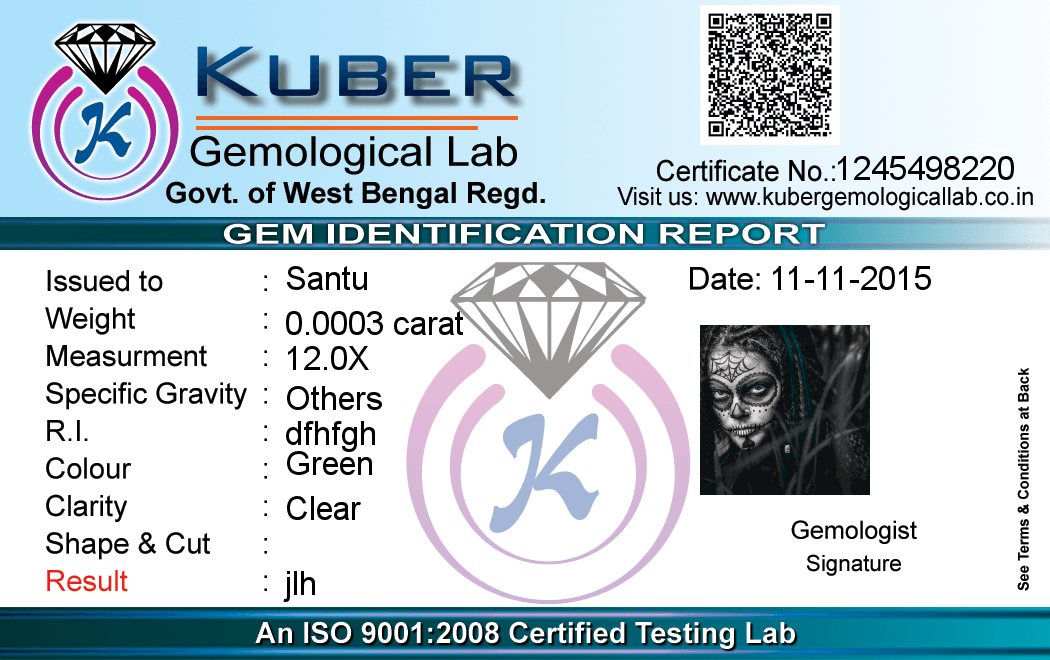 K
KUBER
Gemological Lab
Govt. of West Bengal Regd.
Certificate No.:1245498220
Visit us: www.kubergemologicallab.co.in
GEM IDENTIFICATION REPORT
Issued to : Santu
Date: 11-11-2015
Weight : 0.0003 carat
Measurment : 12.0X
Specific Gravity : Others
R.I. : dfhfgh
Colour : Green
Clarity : Clear
Shape & Cut :
Result : jlh
K
Gemologist
Signature
See Terms & Conditions at Back
An ISO 9001:2008 Certified Testing Lab